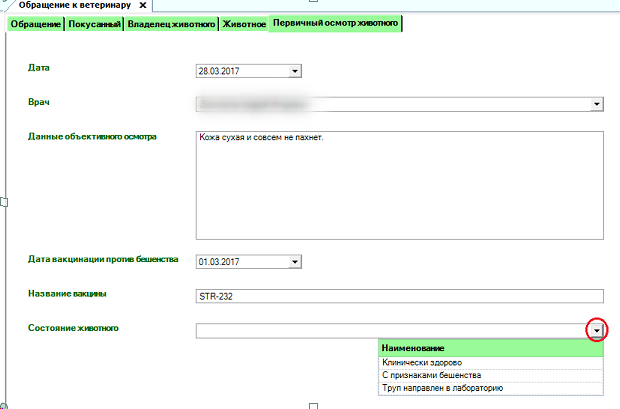 Обращение к ветеринару
Обращение Покусанный Владелец животного Животное Первичный осмотр животного
Дата 28.03.2017
Врач
Данные объективного осмотра Кожа сухая и совсем не пахнет.
Дата вакцинации против бешенства 01.03.2017
Название вакцины STR-232
Состояние животного
Наименование
Клинически здорово
С признаками бешенства
Труп направлен в лабораторию